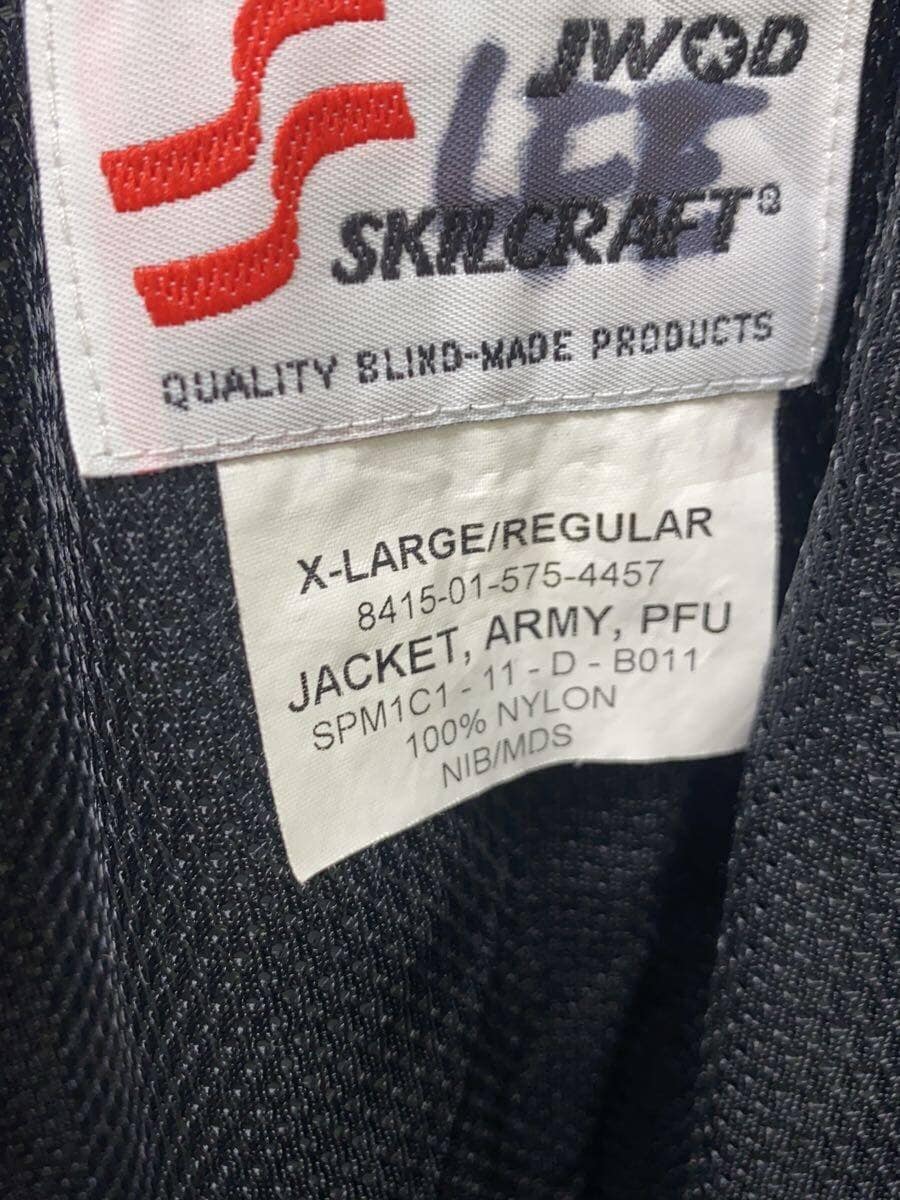 JWOD
LEE
SKILCRAFT®
QUALITY BLIND-MADE PRODUCTS
X-LARGE/REGULAR
8415-01-575-4457
JACKET, ARMY, PFU
SPM1C1 - 11 - D - B011
100% NYLON
NIB/MDS